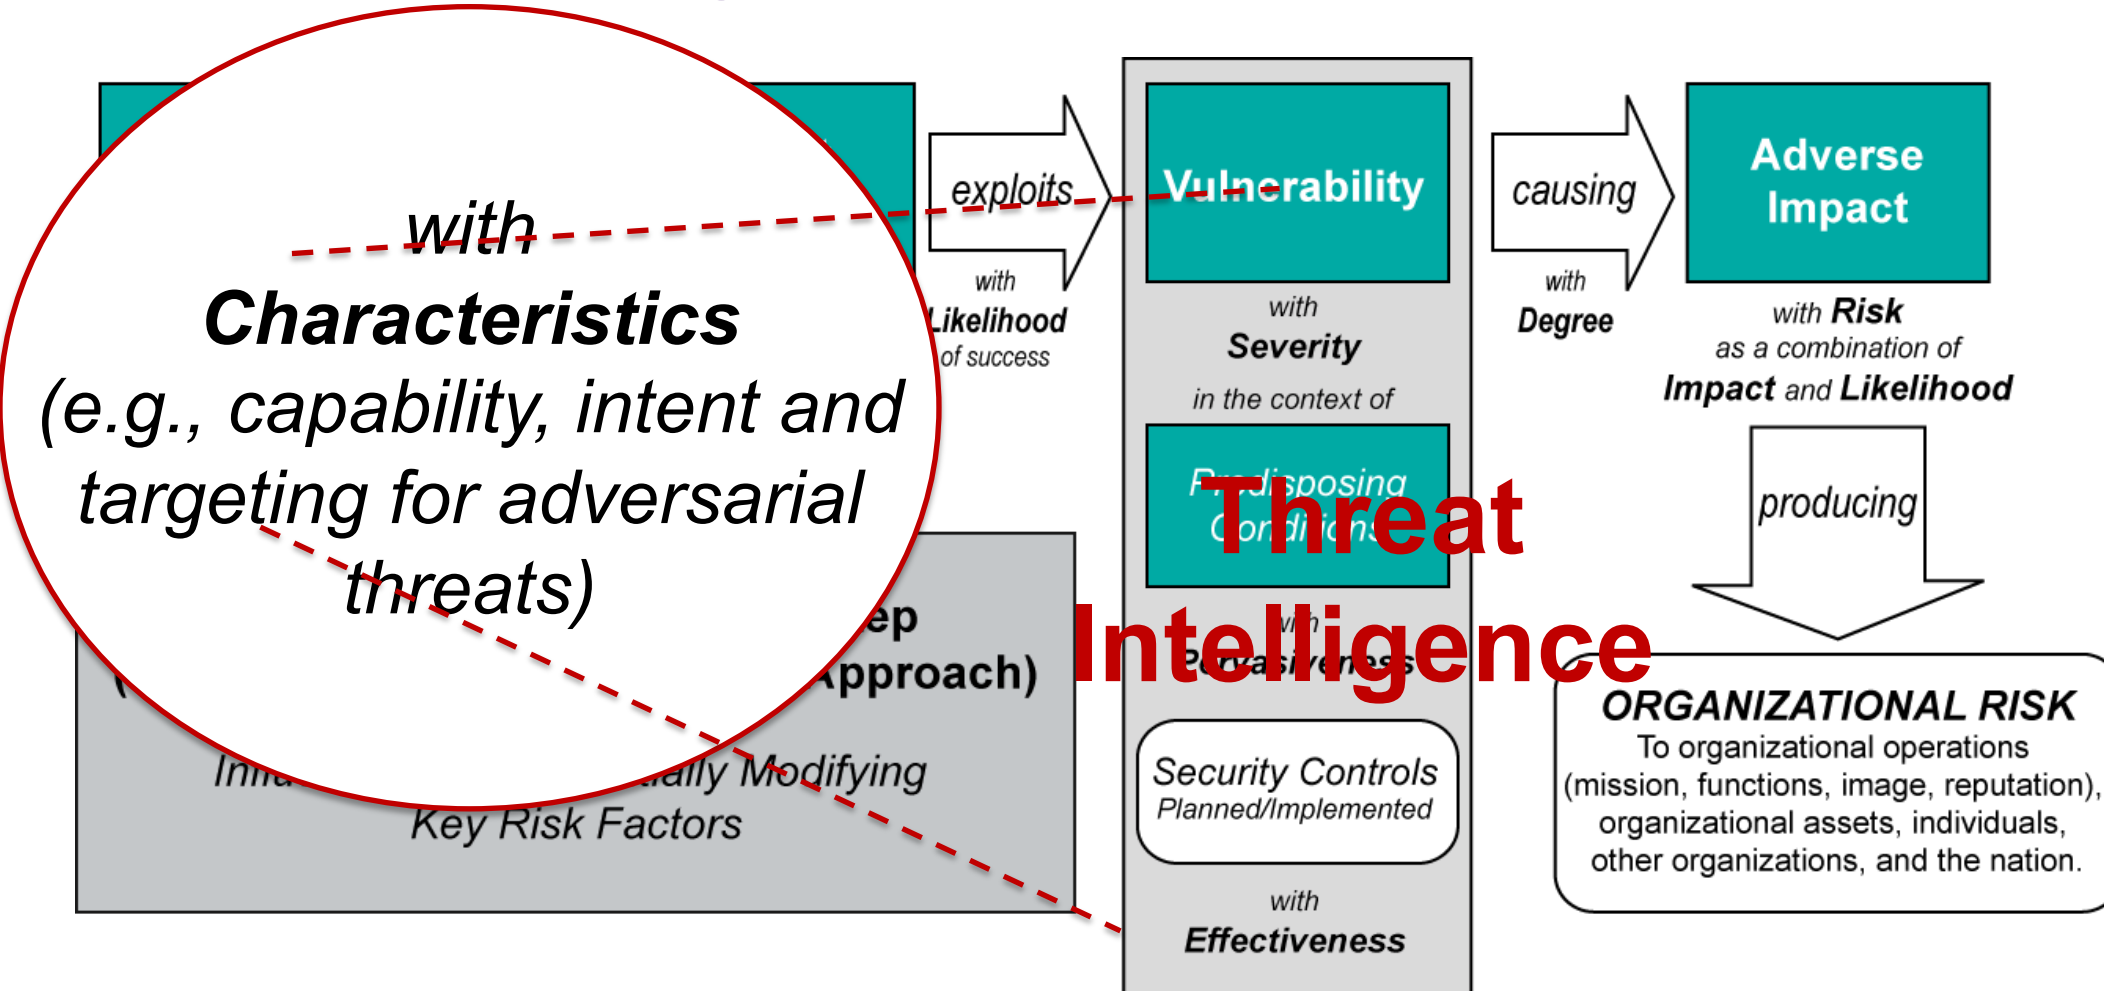 with
Characteristics
(e.g., capability, intent and
targeting for adversarial
threats)
exploits
with
Likelihood
of success
Vulnerability
with
Severity
in the context of
Predisposing
Conditions
with
Pervasiveness
Security Controls
Planned/Implemented
with
Effectiveness
Threat
Intelligence
causing
with
Degree
Adverse
Impact
with Risk
as a combination of
Impact and Likelihood
producing
ORGANIZATIONAL RISK
To organizational operations
(mission, functions, image, reputation),
organizational assets, individuals,
other organizations, and the nation.
Approach)
Modifying
Key Risk Factors